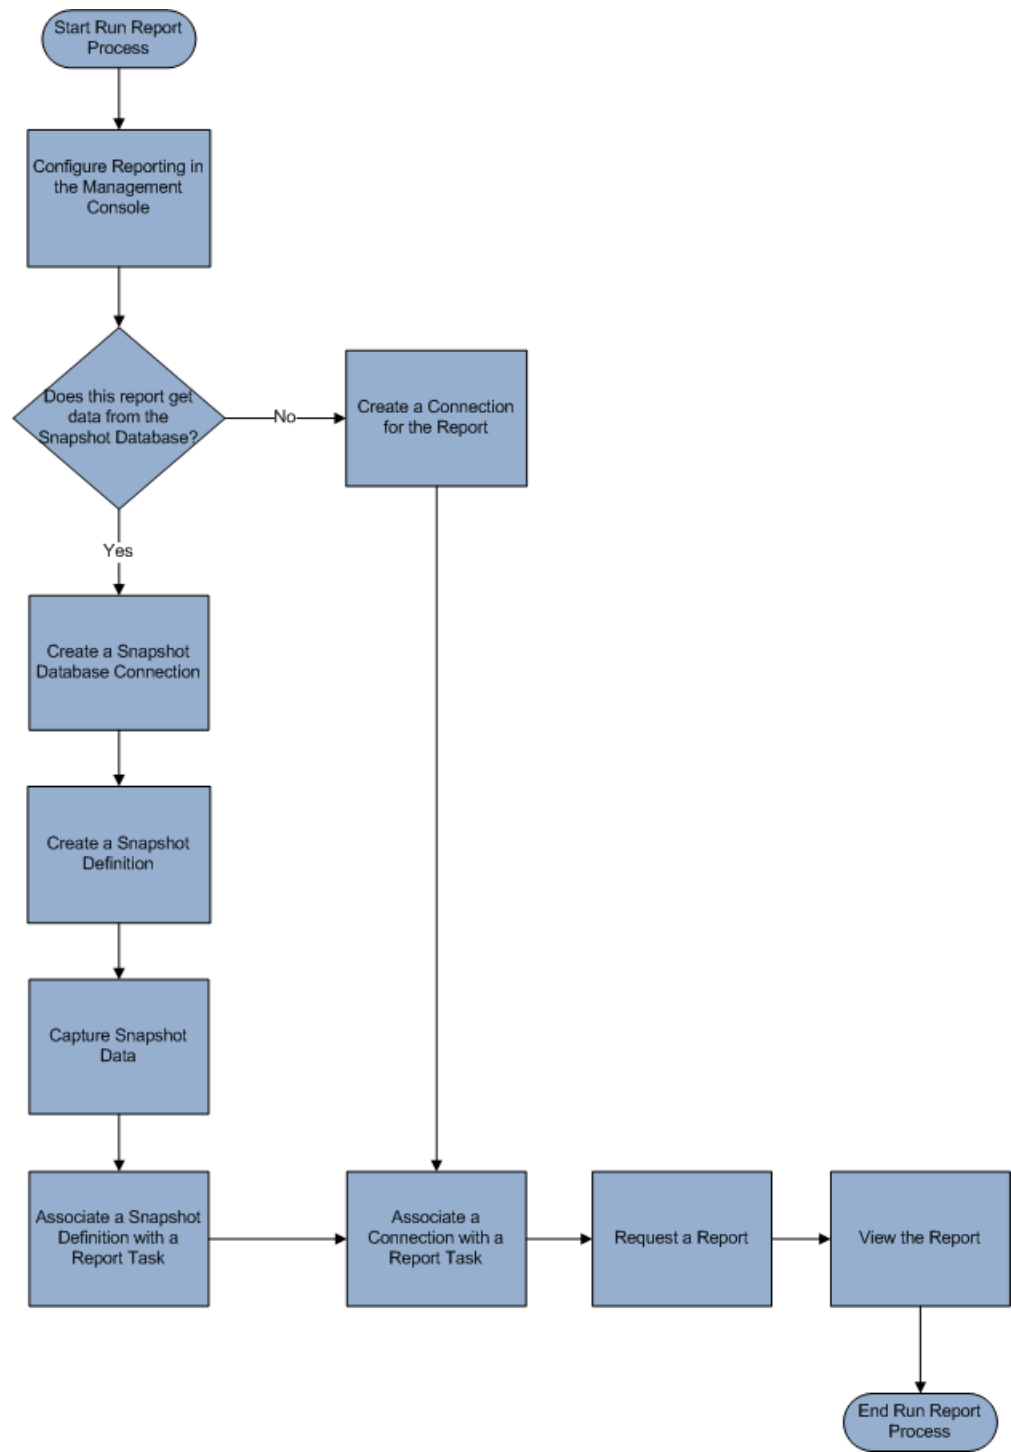 Start Run Report
Process
Configure Reporting in
the Management
Console
Does this report get
data from the
Snapshot Database?
No
Create a Connection
for the Report
Yes
Create a Snapshot
Database Connection
Create a Snapshot
Definition
Capture Snapshot
Data
Associate a Snapshot
Definition with a
Report Task
Associate a
Connection with a
Report Task
Request a Report
View the Report
End Run Report
Process